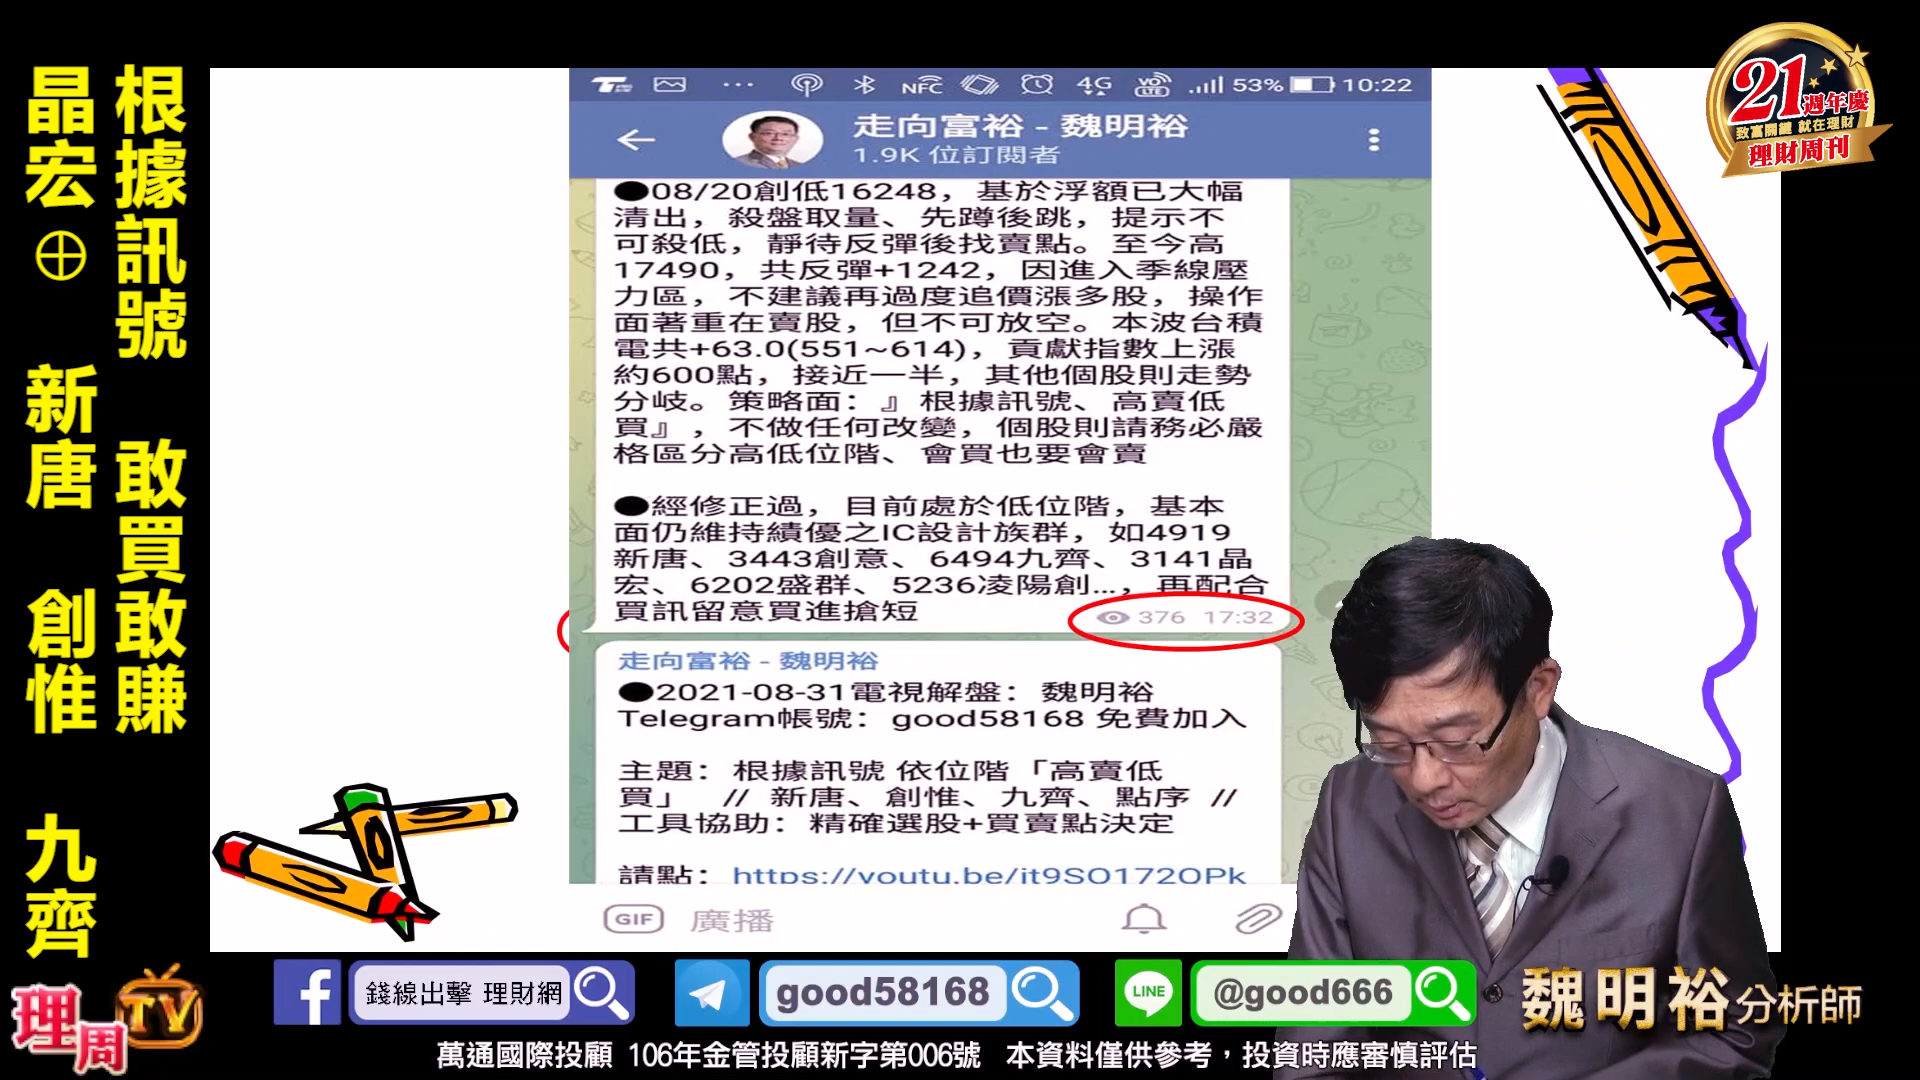 根據訊號 敢買敢賺
晶宏⊕ 新唐 創惟 九齊
21週年慶
致富關鍵 就在理財
理財周刊
NFC 4G VoLTE 53% 10:22
走向富裕 - 魏明裕
1.9K 位訂閱者
●08/20創低16248，基於浮額已大幅
清出，殺盤取量、先蹲後跳，提示不
可殺低，靜待反彈後找賣點。至今高
17490，共反彈+1242，因進入季線壓
力區，不建議再過度追價漲多股，操作
面著重在賣股，但不可放空。本波台積
電共+63.0(551~614)，貢獻指數上漲
約600點，接近一半，其他個股則走勢
分岐。策略面：』根據訊號、高賣低
買』，不做任何改變，個股則請務必嚴
格區分高低位階、會買也要會賣
●經修正過，目前處於低位階，基本
面仍維持績優之IC設計族群，如4919
新唐、3443創意、6494九齊、3141晶
宏、6202盛群、5236凌陽創...，再配合
買訊留意買進搶短
376 17:32
走向富裕 - 魏明裕
●2021-08-31電視解盤：魏明裕
Telegram帳號：good58168 免費加入
主題：根據訊號 依位階「高賣低
買」 // 新唐、創惟、九齊、點序 //
工具協助：精確選股+買賣點決定
請點：https://youtu.be/it9SO172QPk
GIF 廣播
理周TV
錢線出擊 理財網
good58168
LINE
@good666
魏明裕分析師
萬通國際投顧 106年金管投顧新字第006號 本資料僅供參考，投資時應審慎評估